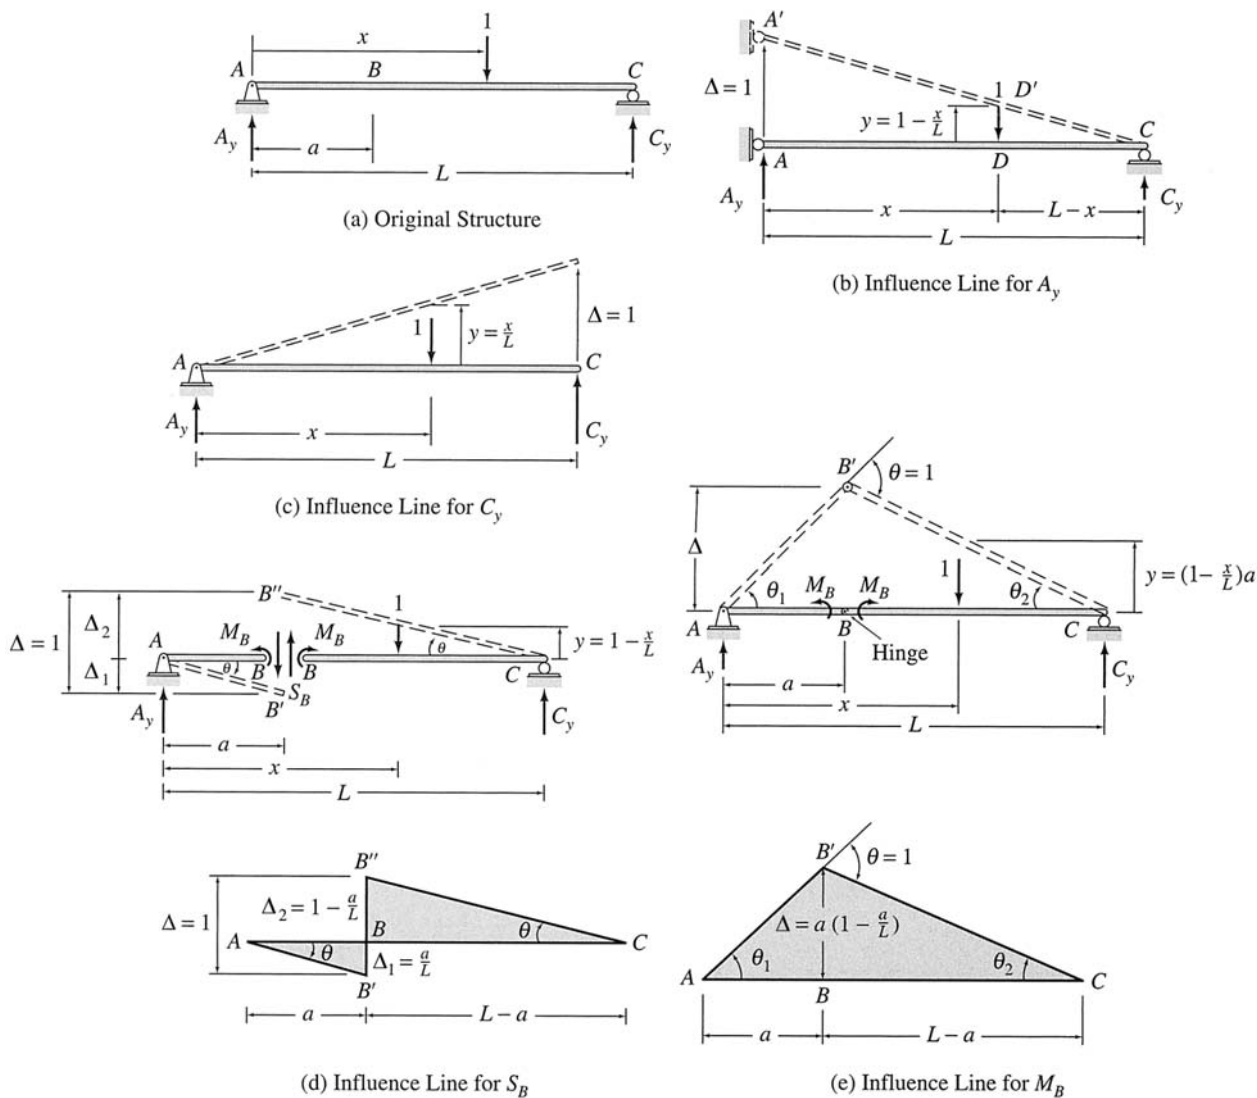 1
x
A B C
A_y a C_y
L
(a) Original Structure
A'
Δ = 1
1 D'
y = 1 − x/L
C
A D
A_y x L − x C_y
L
(b) Influence Line for A_y
1
y = x/L
Δ = 1
A C
A_y x C_y
L
(c) Influence Line for C_y
B''
1
Δ = 1 Δ_2
A M_B M_B y = 1 − x/L
θ
Δ_1 θ B B C
S_B
B'
A_y C_y
a
x
L
B''
Δ = 1 Δ_2 = 1 − a/L
A θ B θ C
Δ_1 = a/L
B'
a L − a
(d) Influence Line for S_B
B' θ = 1
Δ
1
y = (1− x/L)a
θ_1 M_B M_B θ_2
A B C
Hinge
A_y a C_y
x
L
B' θ = 1
Δ = a (1− a/L)
θ_1 θ_2
A B C
a L − a
(e) Influence Line for M_B